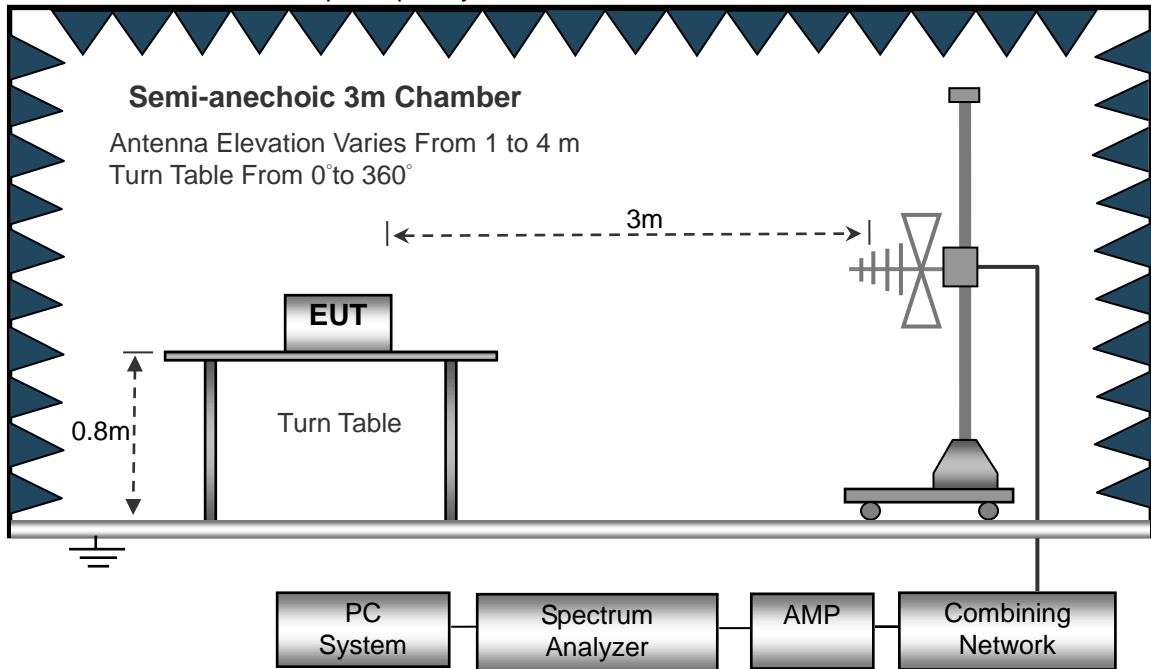 Semi-anechoic 3m Chamber
Antenna Elevation Varies From 1 to 4 m
Turn Table From 0°to 360°
3m
EUT
0.8m
Turn Table
PC
System
Spectrum
Analyzer
AMP
Combining
Network